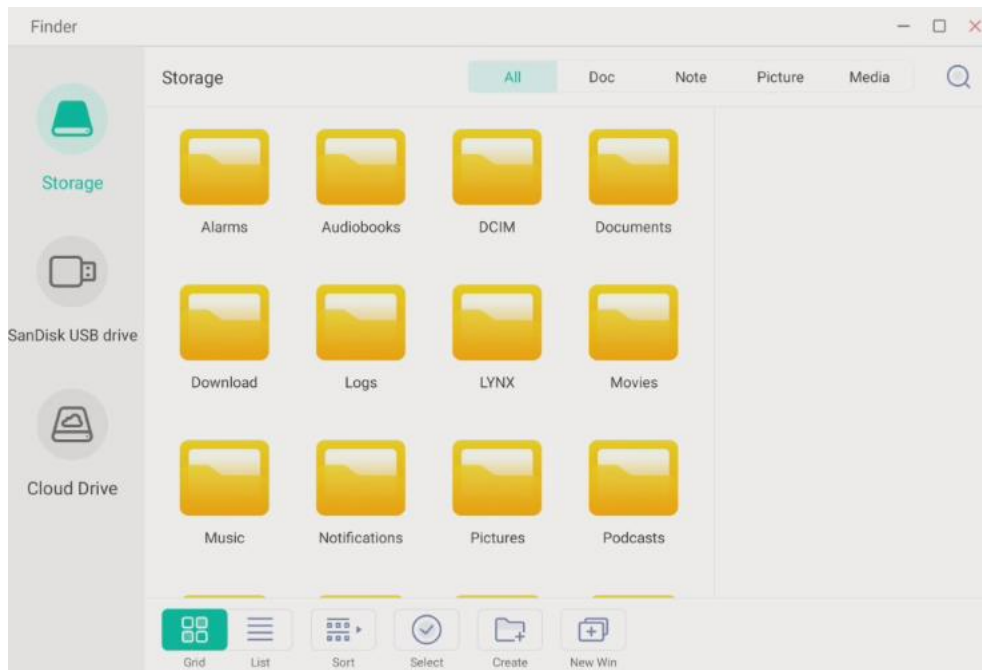 Finder
Storage
All Doc Note Picture Media
Storage
Alarms Audiobooks DCIM Documents
SanDisk USB drive
Download Logs LYNX Movies
Cloud Drive
Music Notifications Pictures Podcasts
Grid List Sort Select Create New Win